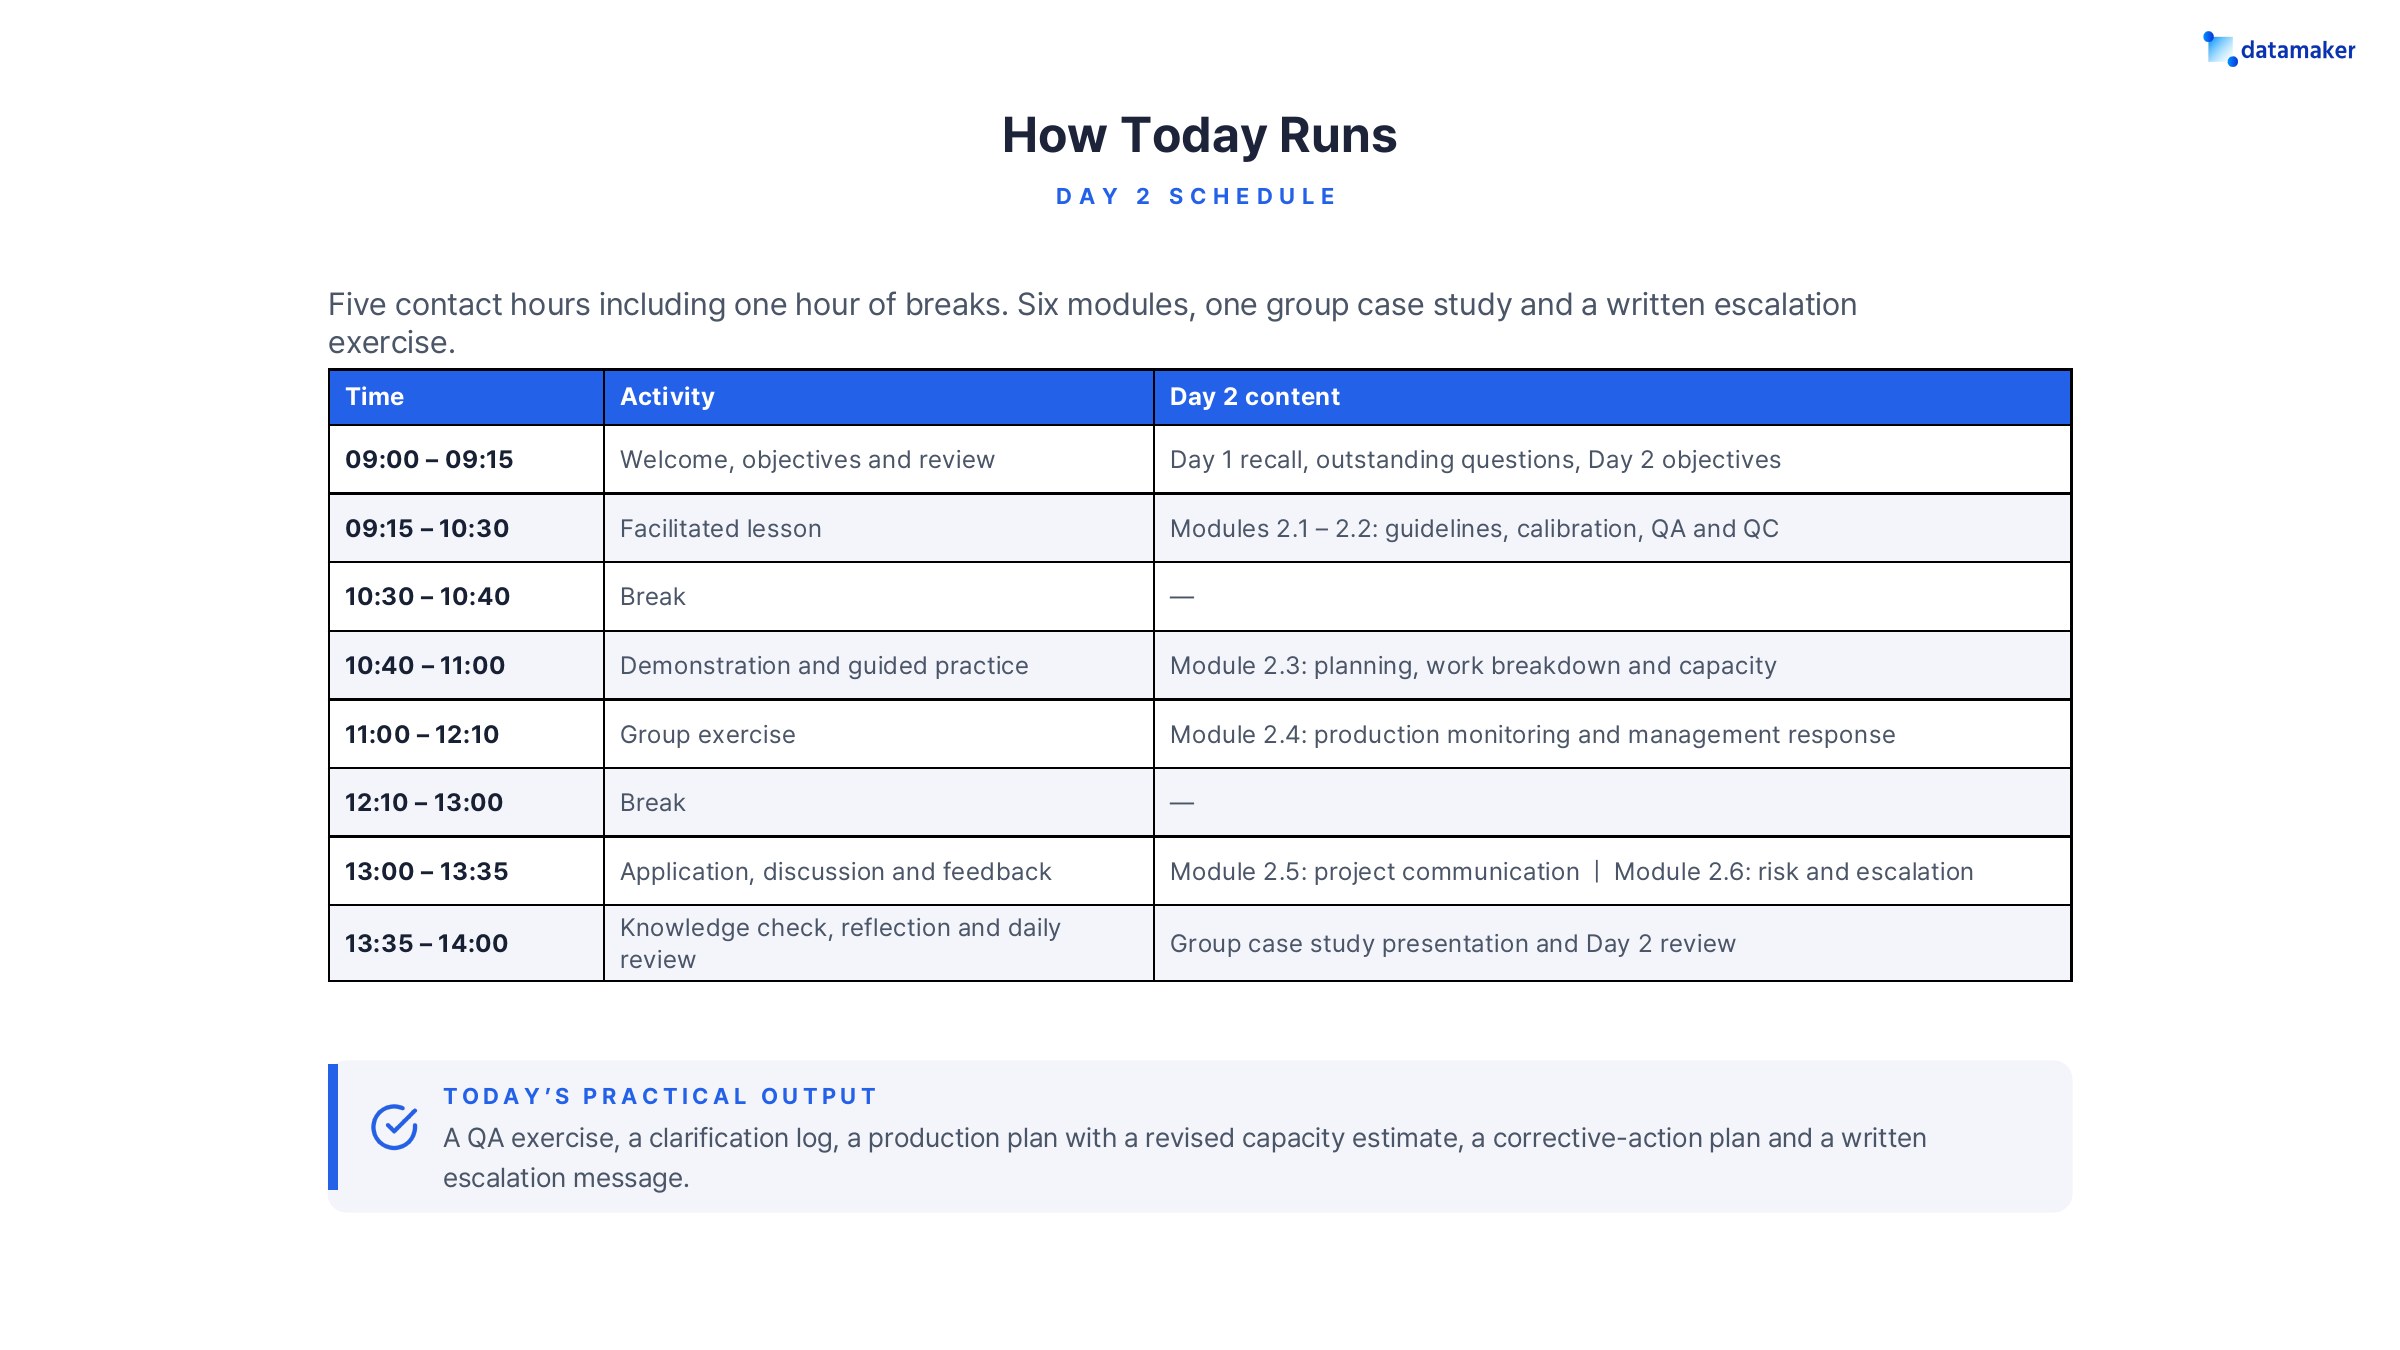 datamaker
How Today Runs
DAY 2 SCHEDULE
Five contact hours including one hour of breaks. Six modules, one group case study and a written escalation
exercise.
Time Activity Day 2 content
09:00 – 09:15 Welcome, objectives and review Day 1 recall, outstanding questions, Day 2 objectives
09:15 – 10:30 Facilitated lesson Modules 2.1 – 2.2: guidelines, calibration, QA and QC
10:30 – 10:40 Break —
10:40 – 11:00 Demonstration and guided practice Module 2.3: planning, work breakdown and capacity
11:00 – 12:10 Group exercise Module 2.4: production monitoring and management response
12:10 – 13:00 Break —
13:00 – 13:35 Application, discussion and feedback Module 2.5: project communication | Module 2.6: risk and escalation
13:35 – 14:00 Knowledge check, reflection and daily
review Group case study presentation and Day 2 review
TODAY’S PRACTICAL OUTPUT
A QA exercise, a clarification log, a production plan with a revised capacity estimate, a corrective-action plan and a written
escalation message.